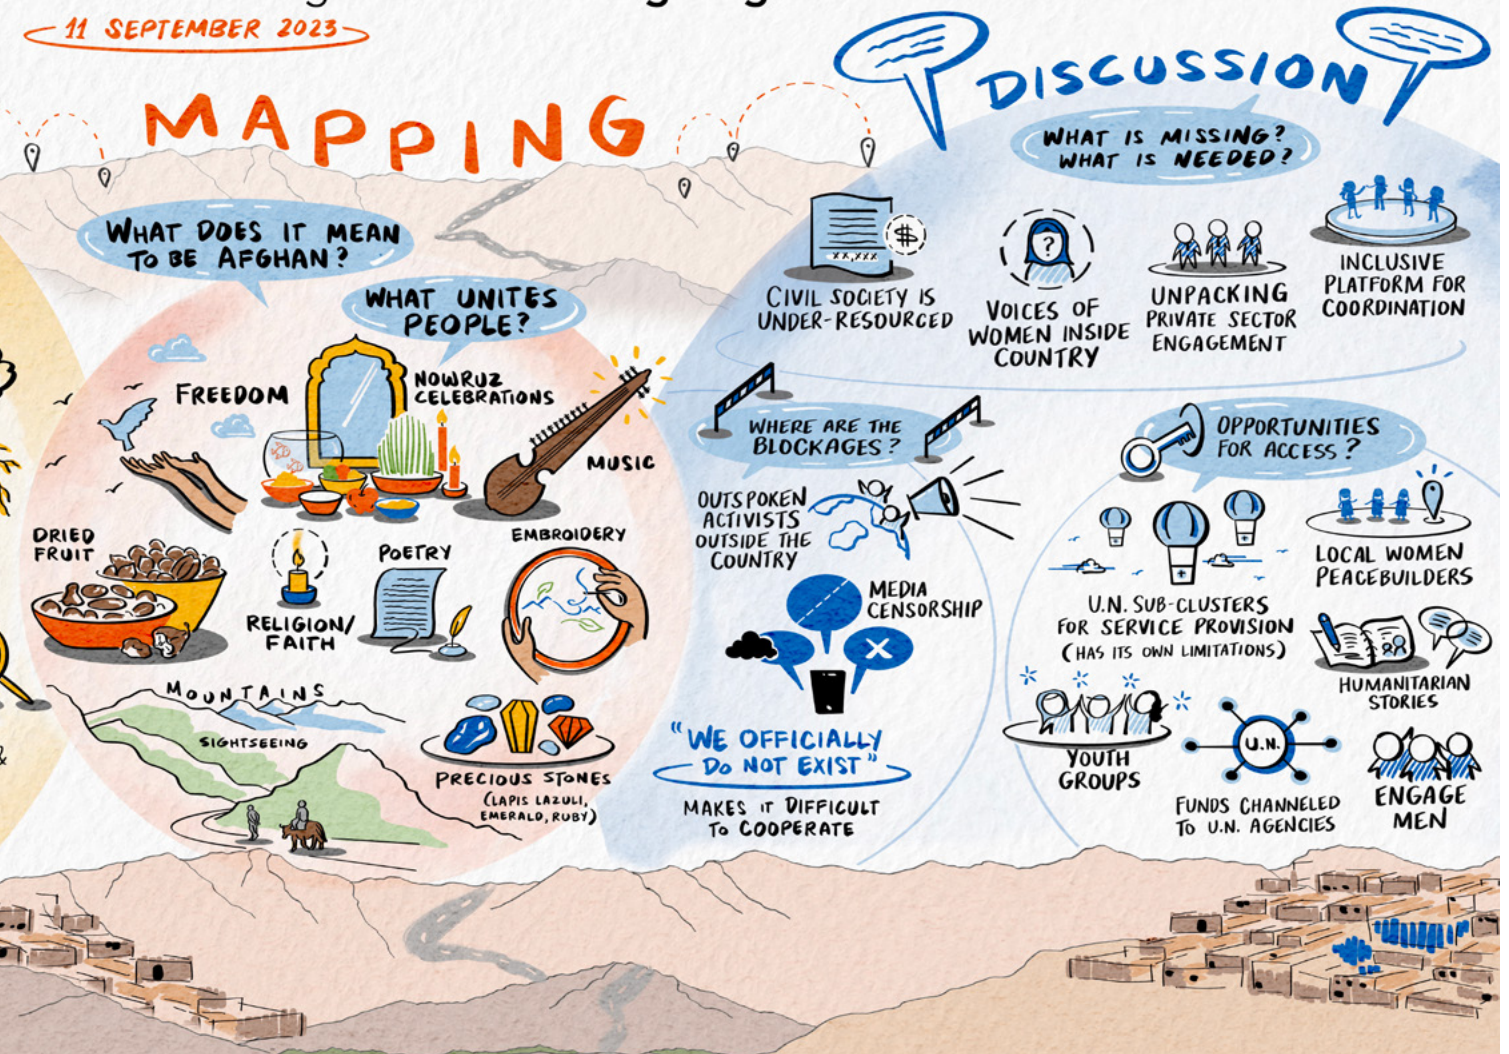 11 SEPTEMBER 2023
MAPPING
WHAT DOES IT MEAN
TO BE AFGHAN?
WHAT UNITES
PEOPLE?
FREEDOM
NOWRUZ
CELEBRATIONS
MUSIC
DRIED
FRUIT
RELIGION/
FAITH
POETRY
EMBROIDERY
MOUNTAINS
SIGHTSEEING
PRECIOUS STONES
(LAPIS LAZULI,
EMERALD, RUBY)
&
DISCUSSION
WHAT IS MISSING?
WHAT IS NEEDED?
$
XX,XXX
CIVIL SOCIETY IS
UNDER-RESOURCED
?
VOICES OF
WOMEN INSIDE
COUNTRY
UNPACKING
PRIVATE SECTOR
ENGAGEMENT
INCLUSIVE
PLATFORM FOR
COORDINATION
WHERE ARE THE
BLOCKAGES?
OUTSPOKEN
ACTIVISTS
OUTSIDE THE
COUNTRY
MEDIA
CENSORSHIP
X
"WE OFFICIALLY
DO NOT EXIST"
MAKES IT DIFFICULT
TO COOPERATE
OPPORTUNITIES
FOR ACCESS?
U.N. SUB-CLUSTERS
FOR SERVICE PROVISION
(HAS ITS OWN LIMITATIONS)
LOCAL WOMEN
PEACEBUILDERS
HUMANITARIAN
STORIES
YOUTH
GROUPS
U.N.
FUNDS CHANNELED
TO U.N. AGENCIES
ENGAGE
MEN